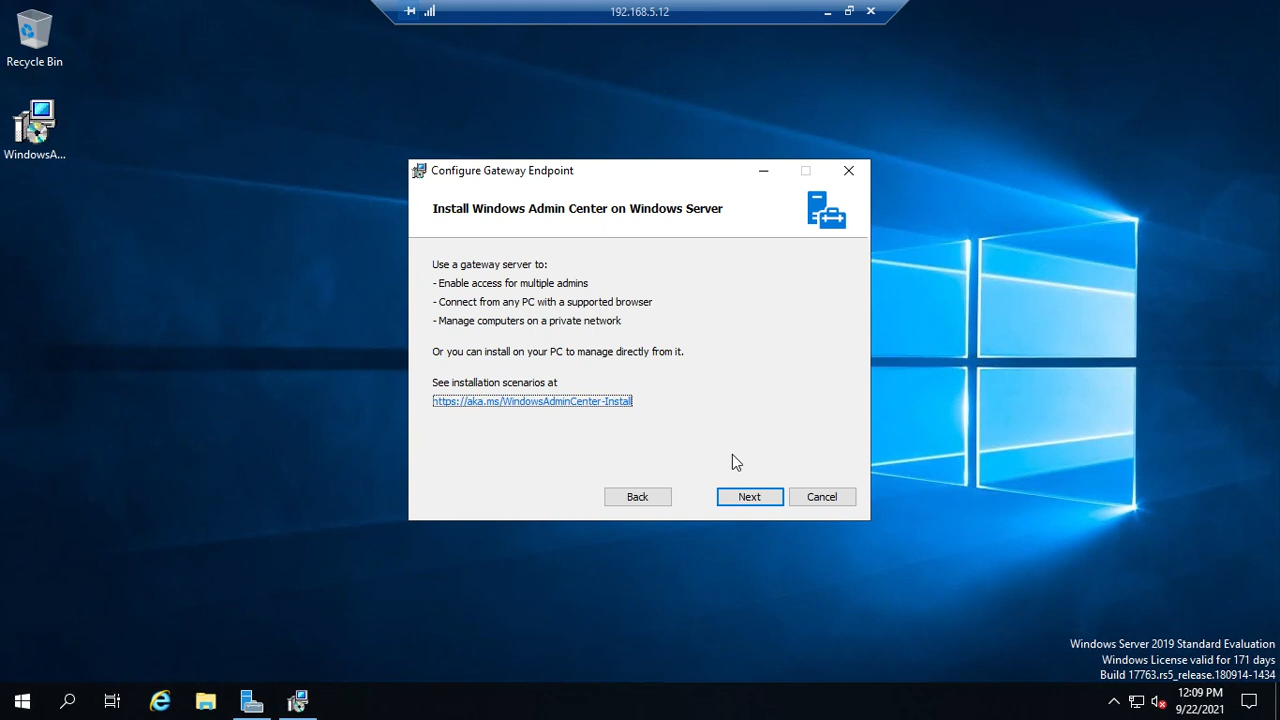 192.168.5.12
Recycle Bin
WindowsA...
Configure Gateway Endpoint
Install Windows Admin Center on Windows Server
Use a gateway server to:
- Enable access for multiple admins
- Connect from any PC with a supported browser
- Manage computers on a private network
Or you can install on your PC to manage directly from it.
See installation scenarios at
https://aka.ms/WindowsAdminCenter-Install
Back
Next
Cancel
Windows Server 2019 Standard Evaluation
Windows License valid for 171 days
Build 17763.rs5_release.180914-1434
12:09 PM
9/22/2021